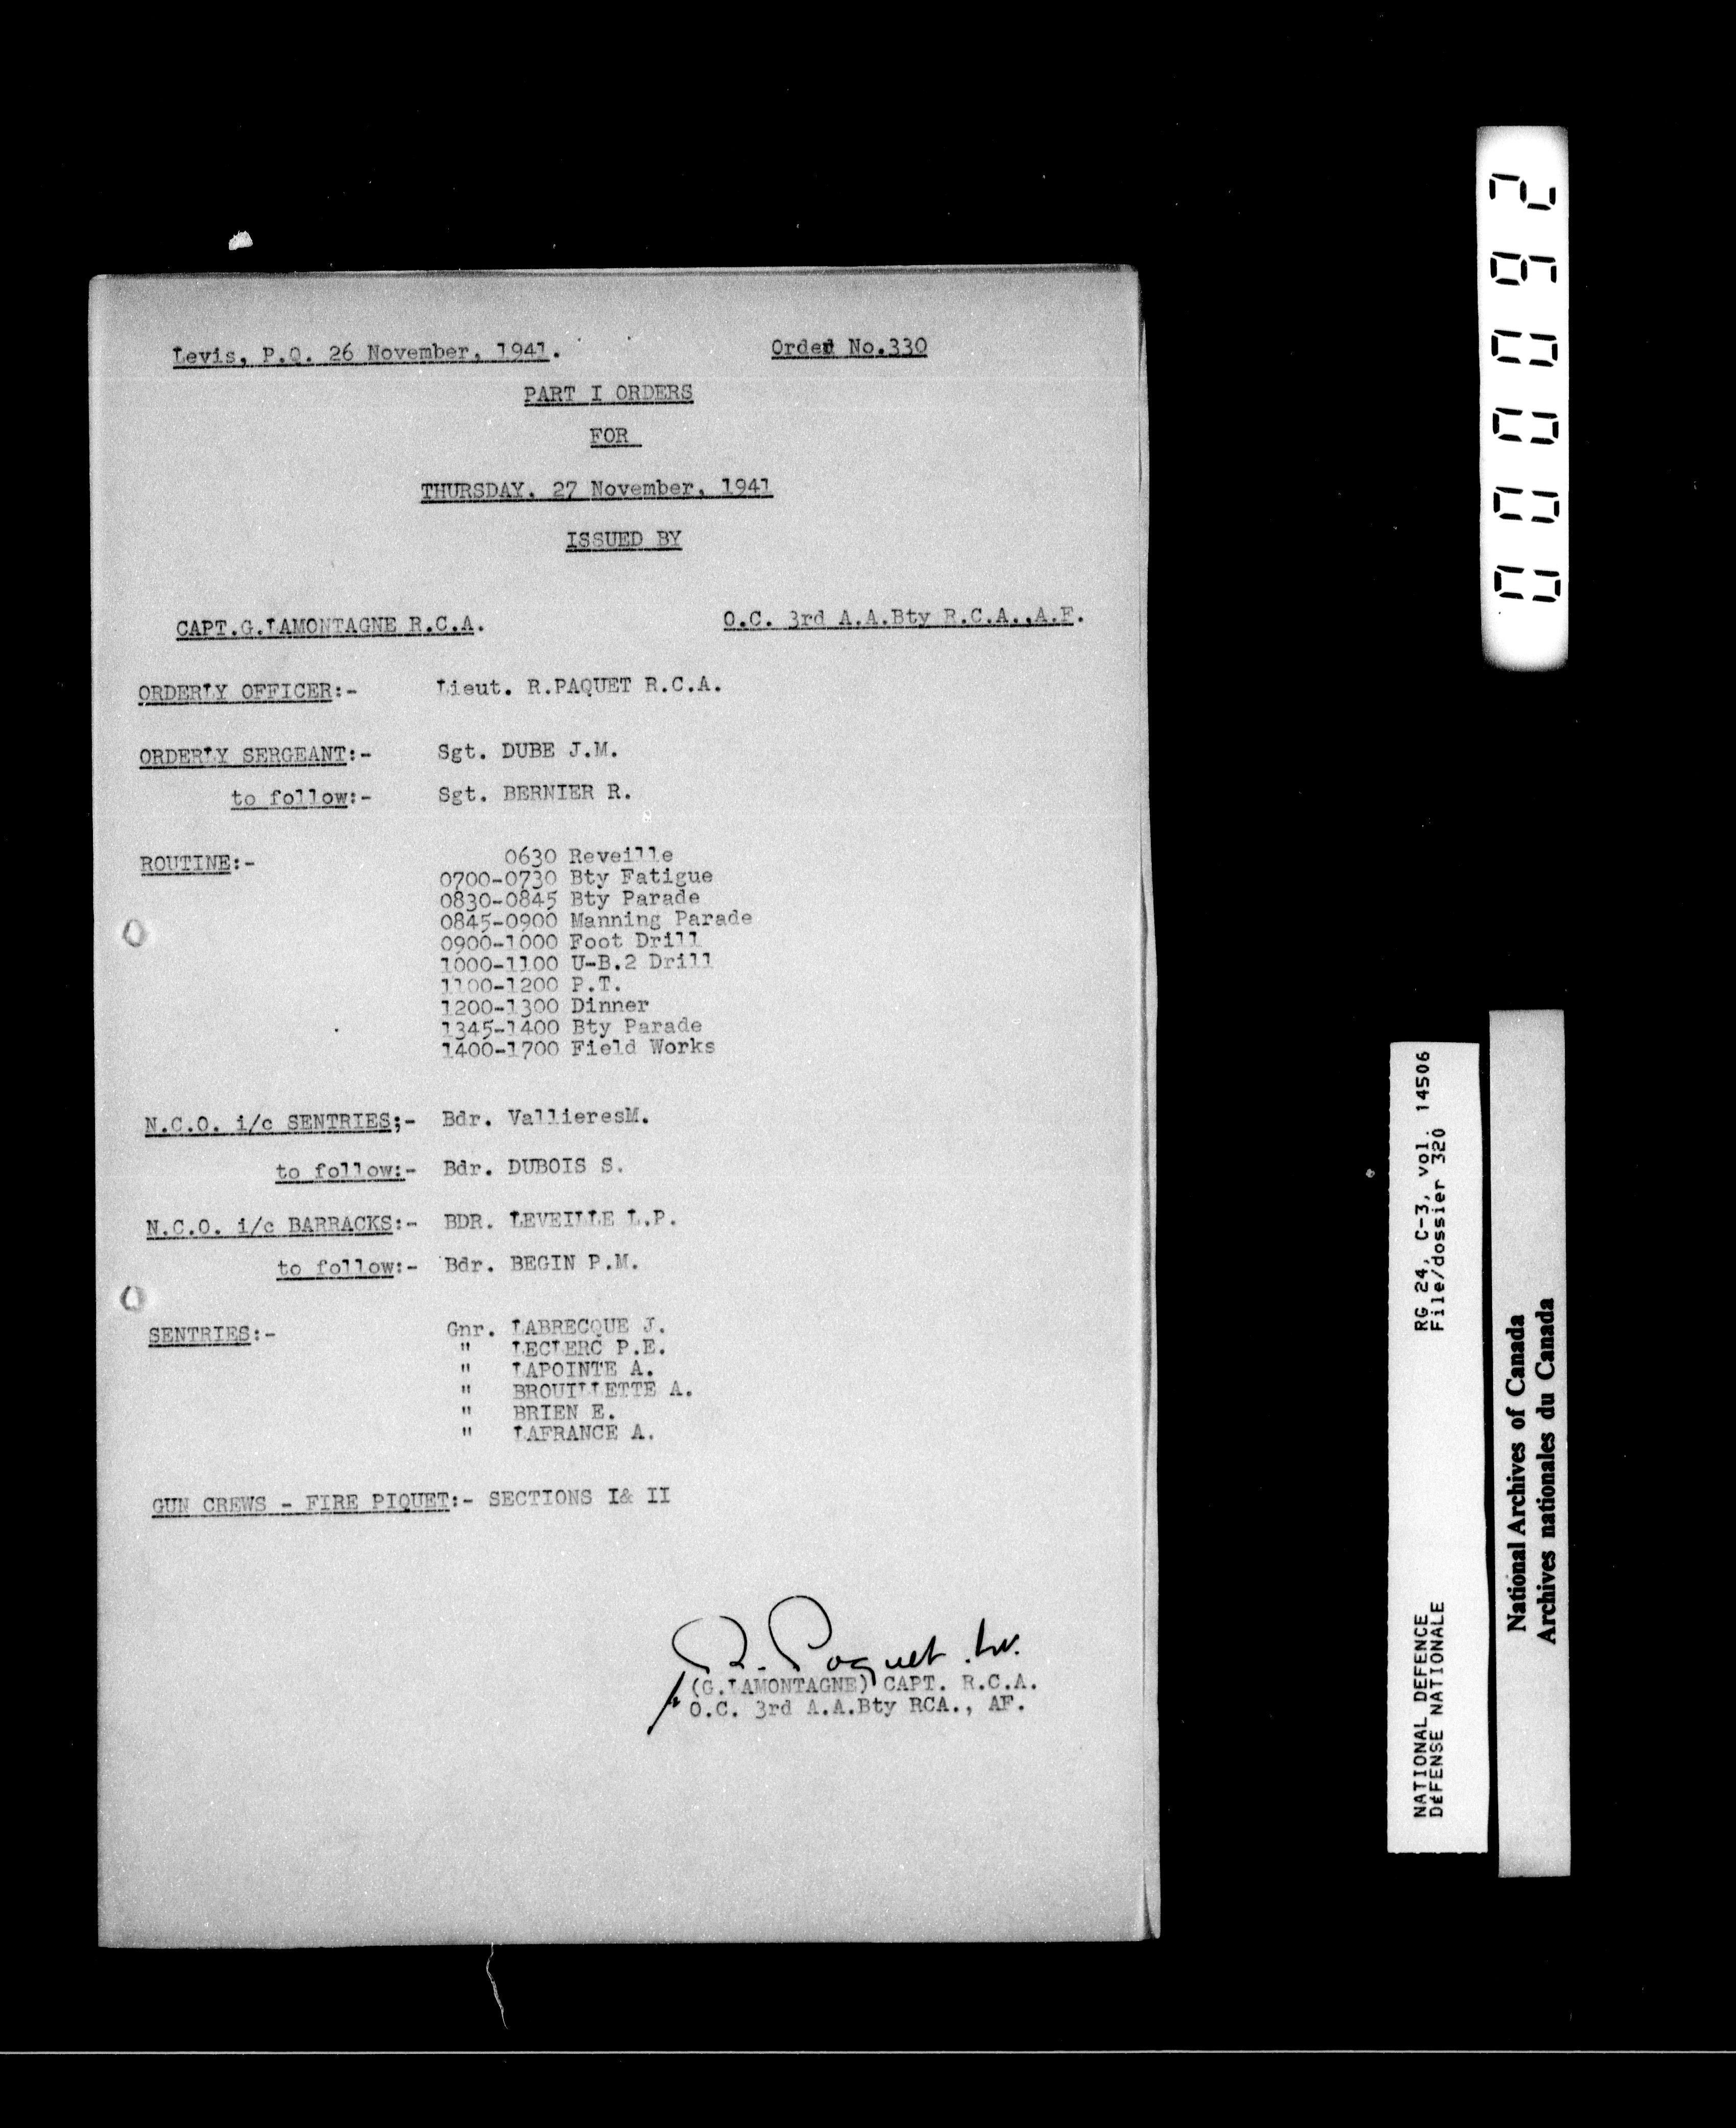 Levis, P.Q. 26 November, 1941. Order No.330
PART I ORDERS
FOR
THURSDAY. 27 November, 1941
ISSUED BY
CAPT.G.LAMONTAGNE R.C.A. O.C. 3rd A.A.Bty R.C.A.,A.F.
ORDERLY OFFICER:- Lieut. R.PAQUET R.C.A.
ORDERLY SERGEANT:- Sgt. DUBE J.M.
to follow:- Sgt. BERNIER R.
ROUTINE:- 0630 Reveille
0700-0730 Bty Fatigue
0830-0845 Bty Parade
0845-0900 Manning Parade
0900-1000 Foot Drill
1000-1100 U-B.2 Drill
1100-1200 P.T.
1200-1300 Dinner
1345-1400 Bty Parade
1400-1700 Field Works
N.C.O. i/c SENTRIES;- Bdr. VallieresM.
to follow:- Bdr. DUBOIS S.
N.C.O. i/c BARRACKS:- BDR. LEVEILLE L.P.
to follow:- Bdr. BEGIN P.M.
SENTRIES:- Gnr. LABRECQUE J.
" LECLERC P.E.
" LAPOINTE A.
" BROUILLETTE A.
" BRIEN E.
" LAFRANCE A.
GUN CREWS - FIRE PIQUET:- SECTIONS I& II
R. Paquet
(G.LAMONTAGNE) CAPT. R.C.A.
O.C. 3rd A.A.Bty RCA., AF.
000092
RG 24, C-3, vol. 14506
File/dossier 320
NATIONAL DEFENCE
DÉFENSE NATIONALE
National Archives of Canada
Archives nationales du Canada